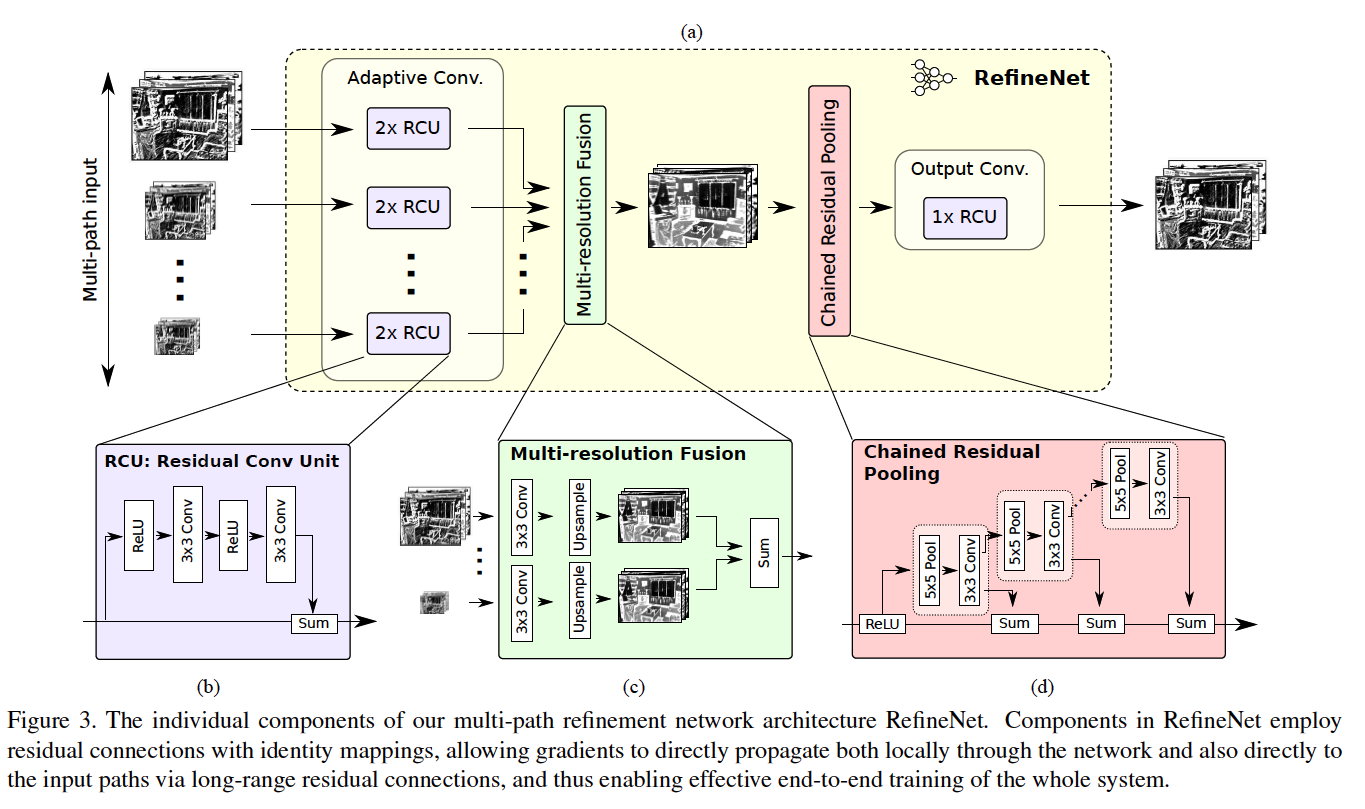 (a)
Multi-path input
Adaptive Conv.
2x RCU
2x RCU
2x RCU
Multi-resolution Fusion
Chained Residual Pooling
RefineNet
Output Conv.
1x RCU
RCU: Residual Conv Unit
ReLU
3x3 Conv
ReLU
3x3 Conv
Sum
Multi-resolution Fusion
3x3 Conv
Upsample
3x3 Conv
Upsample
Sum
Chained Residual
Pooling
ReLU
5x5 Pool
3x3 Conv
5x5 Pool
3x3 Conv
5x5 Pool
3x3 Conv
Sum
Sum
Sum
(b)
(c)
(d)
Figure 3. The individual components of our multi-path refinement network architecture RefineNet. Components in RefineNet employ
residual connections with identity mappings, allowing gradients to directly propagate both locally through the network and also directly to
the input paths via long-range residual connections, and thus enabling effective end-to-end training of the whole system.